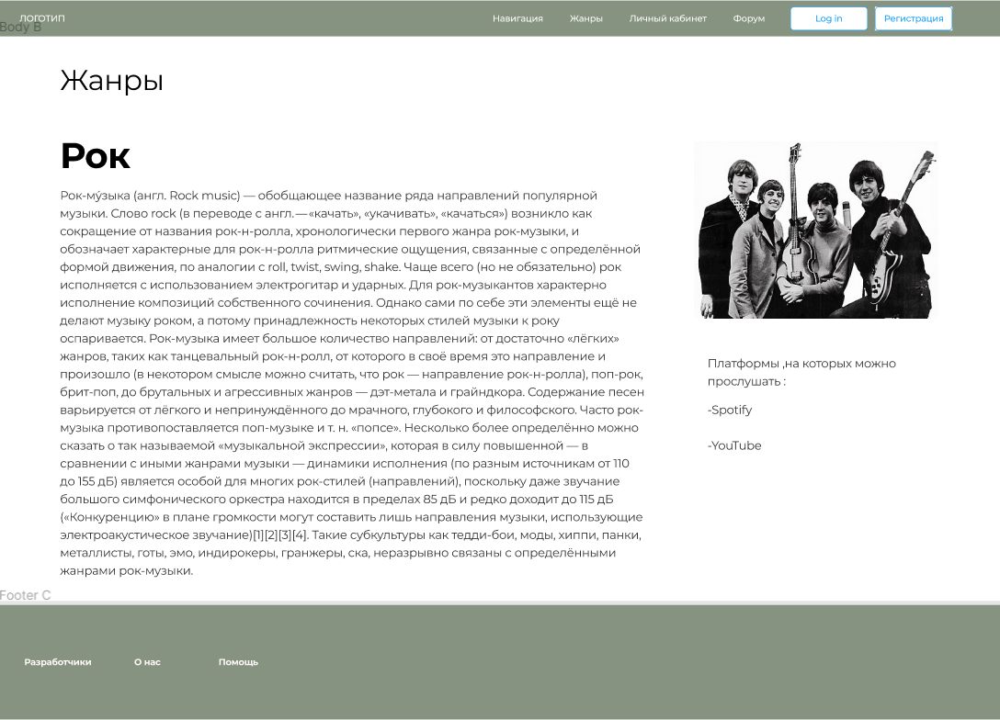 ЛОГОТИП
Навигация
Жанры
Личный кабинет
Форум
Log in
Регистрация
Body B
Жанры
Рок
Рок-му́зыка (англ. Rock music) — обобщающее название ряда направлений популярной
музыки. Слово rock (в переводе с англ. — «качать», «укачивать», «качаться») возникло как
сокращение от названия рок-н-ролла, хронологически первого жанра рок-музыки, и
обозначает характерные для рок-н-ролла ритмические ощущения, связанные с определённой
формой движения, по аналогии с roll, twist, swing, shake. Чаще всего (но не обязательно) рок
исполняется с использованием электрогитар и ударных. Для рок-музыкантов характерно
исполнение композиций собственного сочинения. Однако сами по себе эти элементы ещё не
делают музыку роком, а потому принадлежность некоторых стилей музыки к року
оспаривается. Рок-музыка имеет большое количество направлений: от достаточно «лёгких»
жанров, таких как танцевальный рок-н-ролл, от которого в своё время это направление и
произошло (в некотором смысле можно считать, что рок — направление рок-н-ролла), поп-рок,
брит-поп, до брутальных и агрессивных жанров — дэт-метала и грайндкора. Содержание песен
варьируется от лёгкого и непринуждённого до мрачного, глубокого и философского. Часто рок-
музыка противопоставляется поп-музыке и т. н. «попсе». Несколько более определённо можно
сказать о так называемой «музыкальной экспрессии», которая в силу повышенной — в
сравнении с иными жанрами музыки — динамики исполнения (по разным источникам от 110
до 155 дБ) является особой для многих рок-стилей (направлений), поскольку даже звучание
большого симфонического оркестра находится в пределах 85 дБ и редко доходит до 115 дБ
(«Конкуренцию» в плане громкости могут составить лишь направления музыки, использующие
электроакустическое звучание)[1][2][3][4]. Такие субкультуры как тедди-бои, моды, хиппи, панки,
металлисты, готы, эмо, индирокеры, гранжеры, ска, неразрывно связаны с определёнными
жанрами рок-музыки.
Платформы ,на которых можно
прослушать :
-Spotify
-YouTube
Footer C
Разработчики
О нас
Помощь